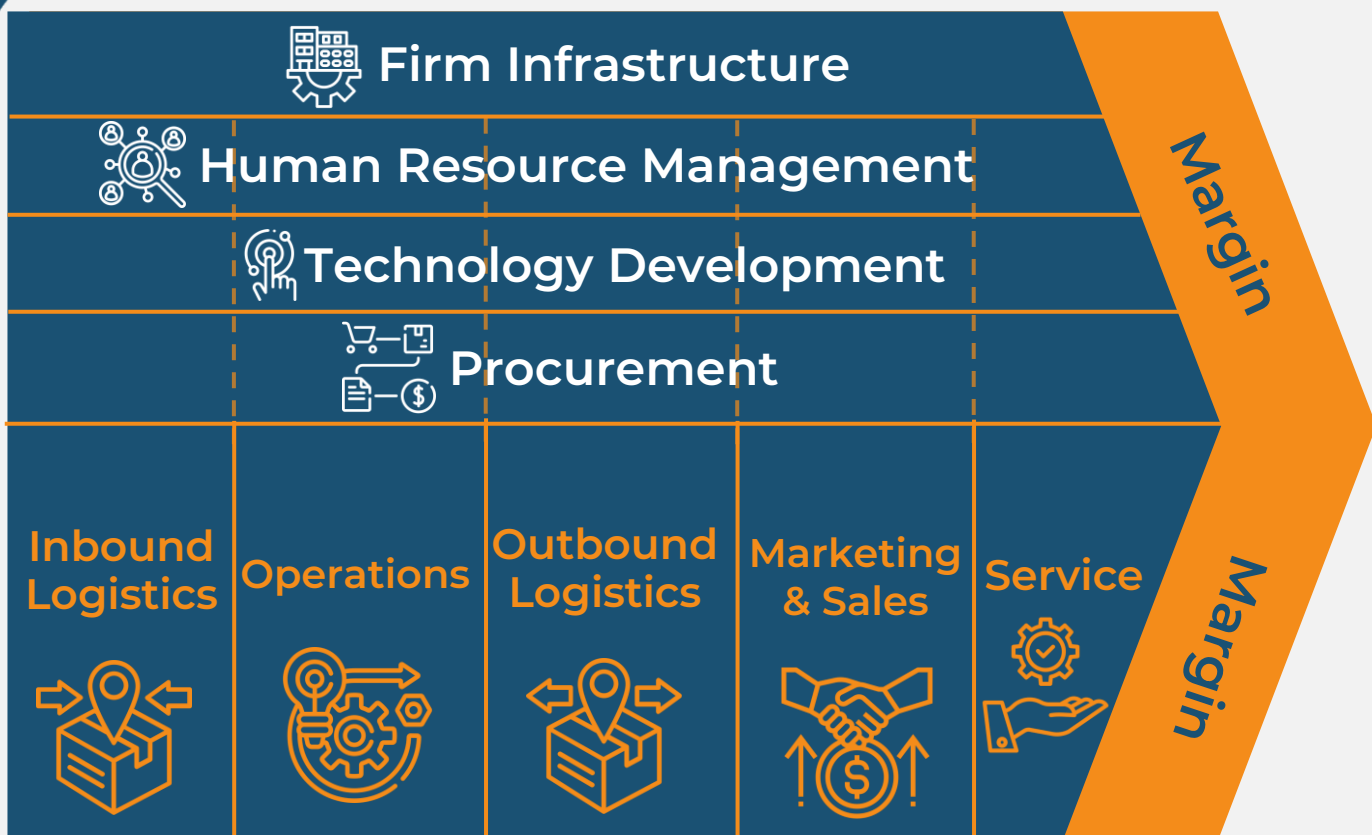 Firm Infrastructure
Human Resource Management
Technology Development
Procurement
Inbound
Logistics
Operations
Outbound
Logistics
Marketing
& Sales
Service
Margin
Margin
$
$